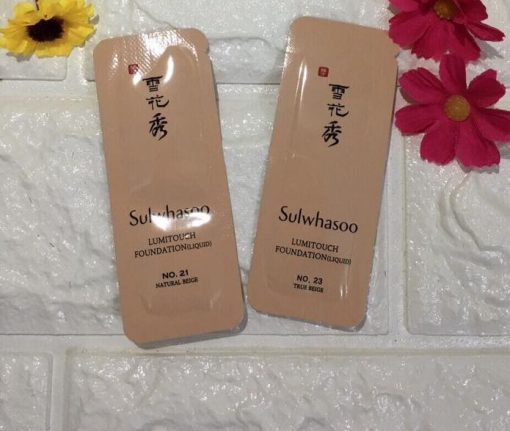 雪
花
秀
Sulwhasoo
LUMITOUCH
FOUNDATION(LIQUID)
NO. 21
NATURAL BEIGE
雪
花
秀
Sulwhasoo
LUMITOUCH
FOUNDATION(LIQUID)
NO. 23
TRUE BEIGE